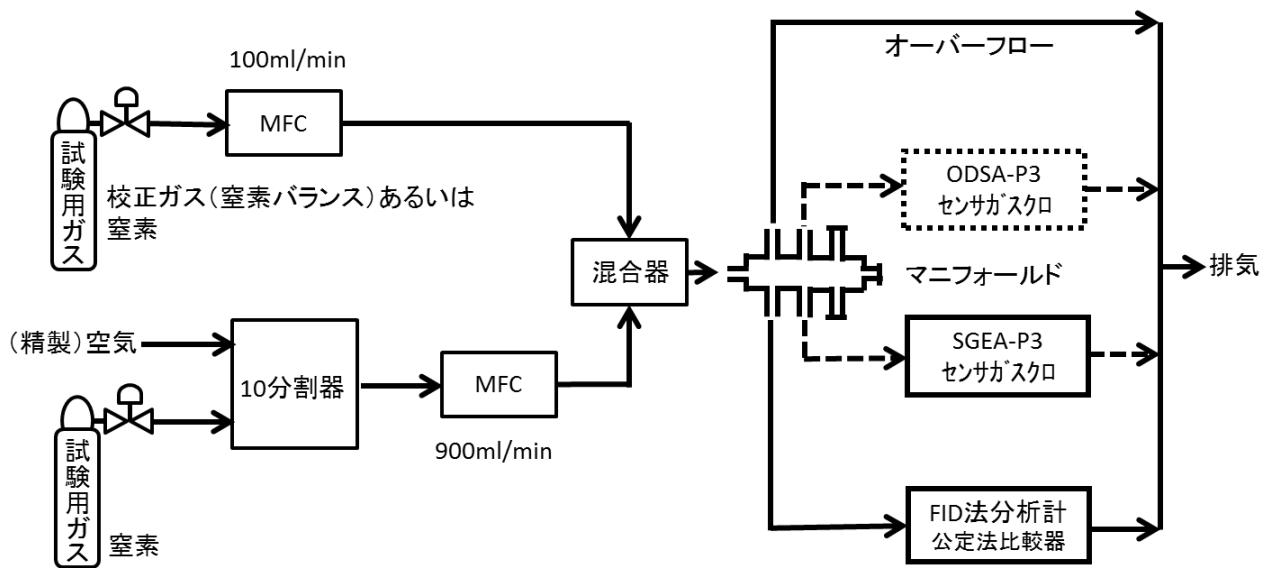 100ml/min
MFC
試験用ガス
校正ガス（窒素バランス）あるいは
窒素
（精製）空気
10分割器
MFC
900ml/min
試験用ガス
窒素
混合器
オーバーフロー
ODSA-P3
センサガスクロ
マニフォールド
排気
SGEA-P3
センサガスクロ
FID法分析計
公定法比較器